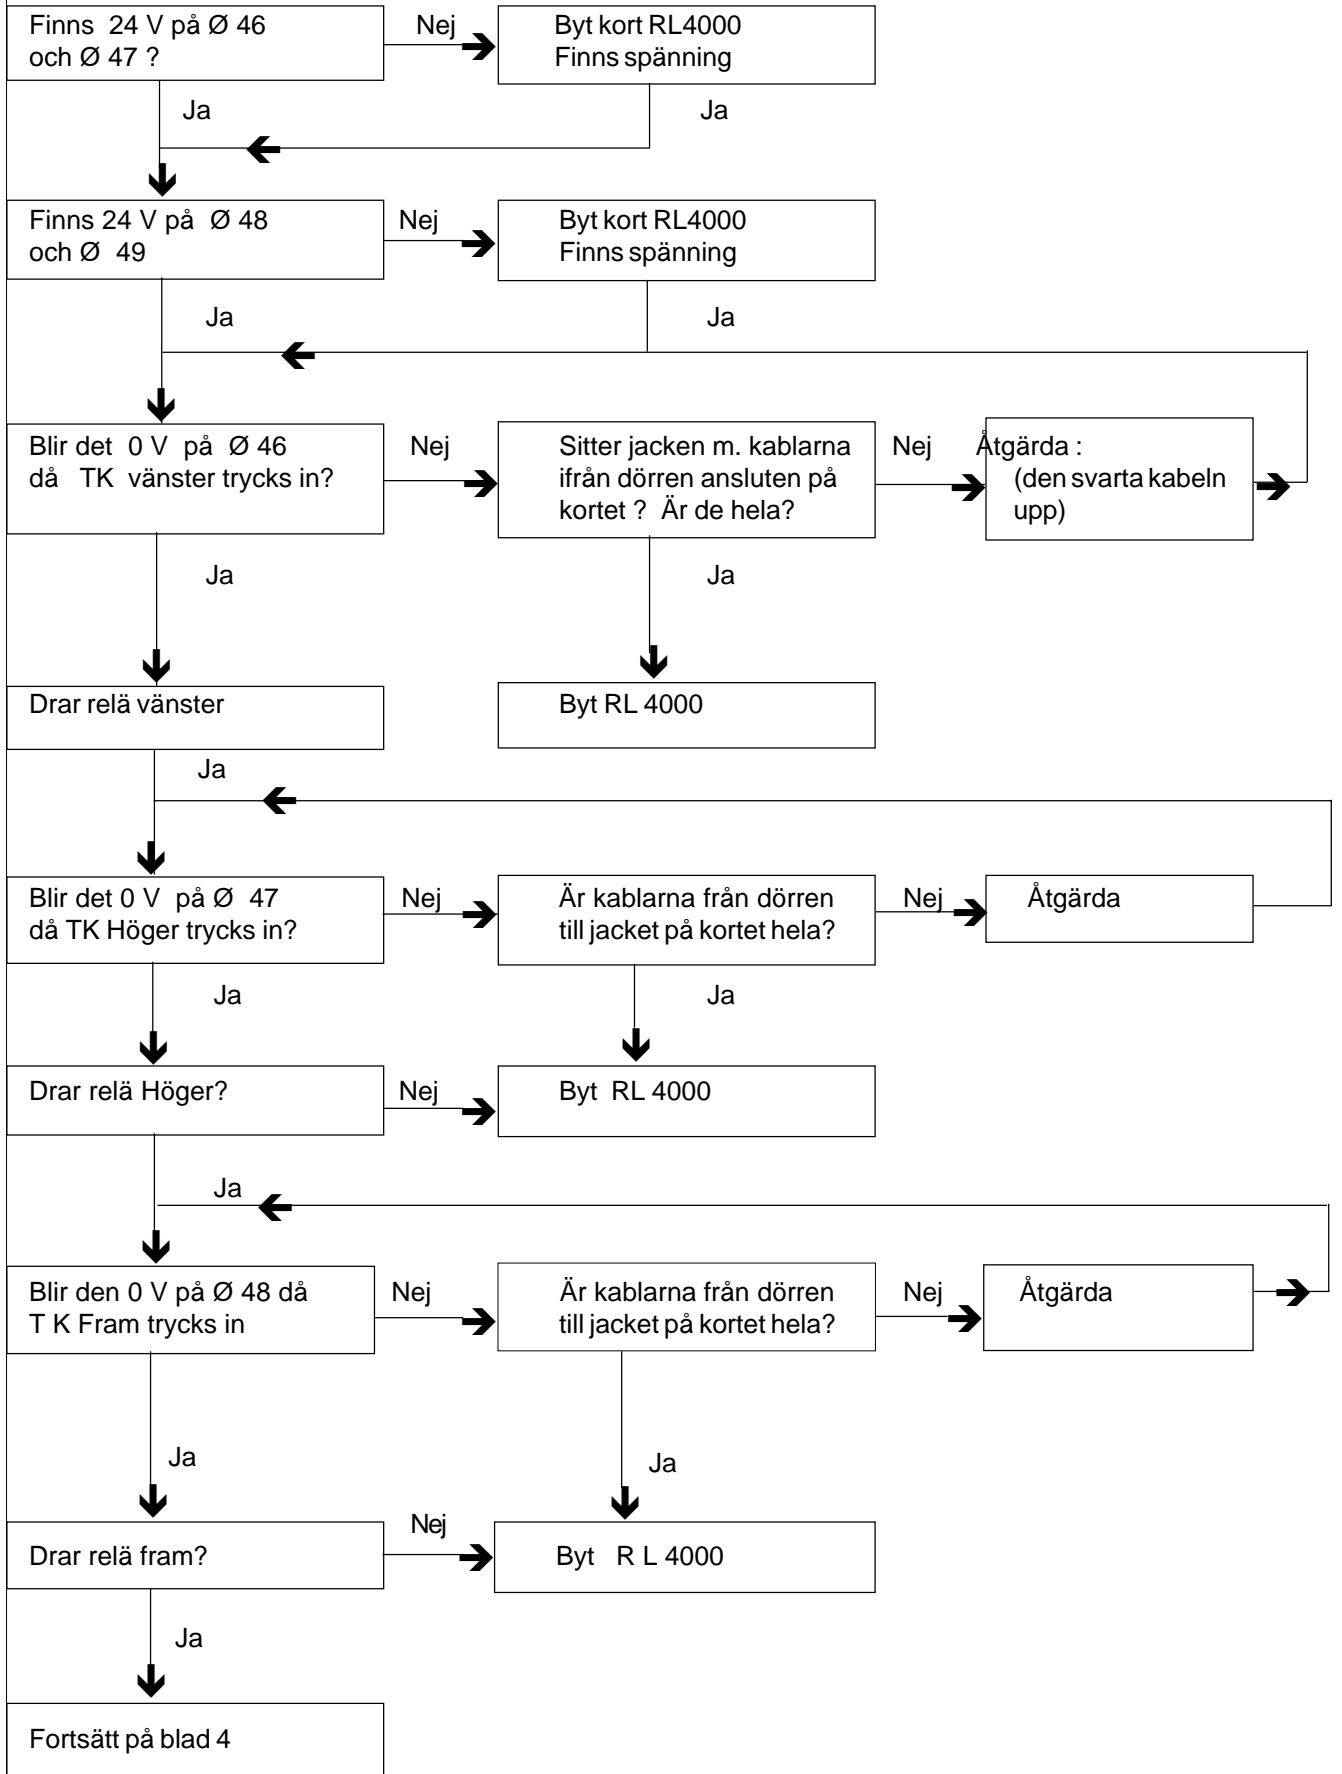 Finns 24 V på Ø 46
och Ø 47 ?
Nej
Byt kort RL4000
Finns spänning
Ja
Ja
Finns 24 V på Ø 48
och Ø 49
Nej
Byt kort RL4000
Finns spänning
Ja
Ja
Blir det 0 V på Ø 46
då TK vänster trycks in?
Nej
Sitter jacken m. kablarna
ifrån dörren ansluten på
kortet ? Är de hela?
Nej
Åtgärda :
(den svarta kabeln
upp)
Ja
Ja
Drar relä vänster
Byt RL 4000
Ja
Blir det 0 V på Ø 47
då TK Höger trycks in?
Nej
Är kablarna från dörren
till jacket på kortet hela?
Nej
Åtgärda
Ja
Ja
Drar relä Höger?
Nej
Byt RL 4000
Ja
Blir den 0 V på Ø 48 då
T K Fram trycks in
Nej
Är kablarna från dörren
till jacket på kortet hela?
Nej
Åtgärda
Ja
Ja
Drar relä fram?
Nej
Byt R L 4000
Ja
Fortsätt på blad 4